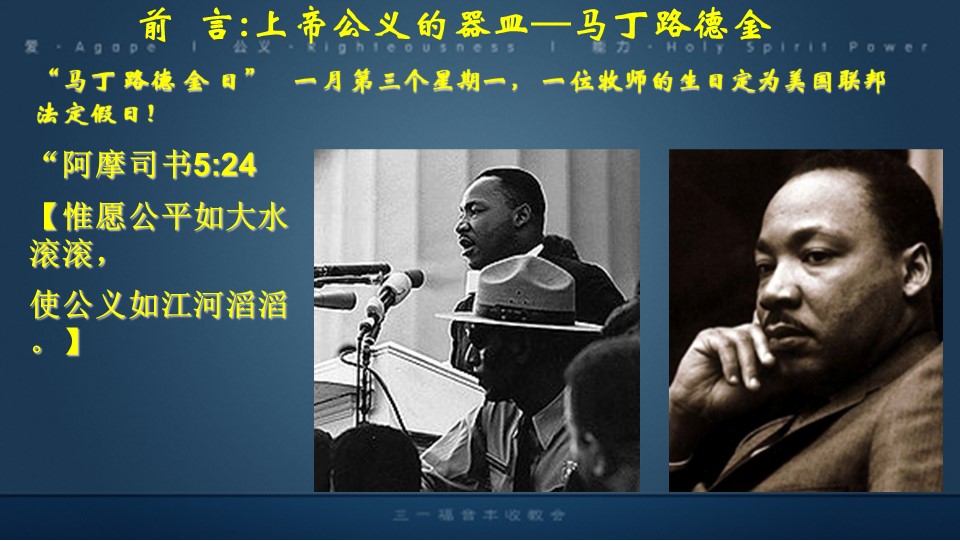 前 言:上帝公义的器皿—马丁路德金
爱 · Agape | 公义 · Righteousness | 能力 · Holy Spirit Power
“马丁路德金日” 一月第三个星期一，一位牧师的生日定为美国联邦
法定假日！
“阿摩司书5:24
【惟愿公平如大水
滚滚，
使公义如江河滔滔
。】
三一福音丰收教会